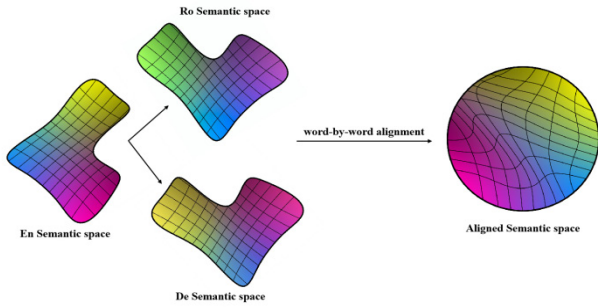 Ro Semantic space
word-by-word alignment
En Semantic space
Aligned Semantic space
De Semantic space